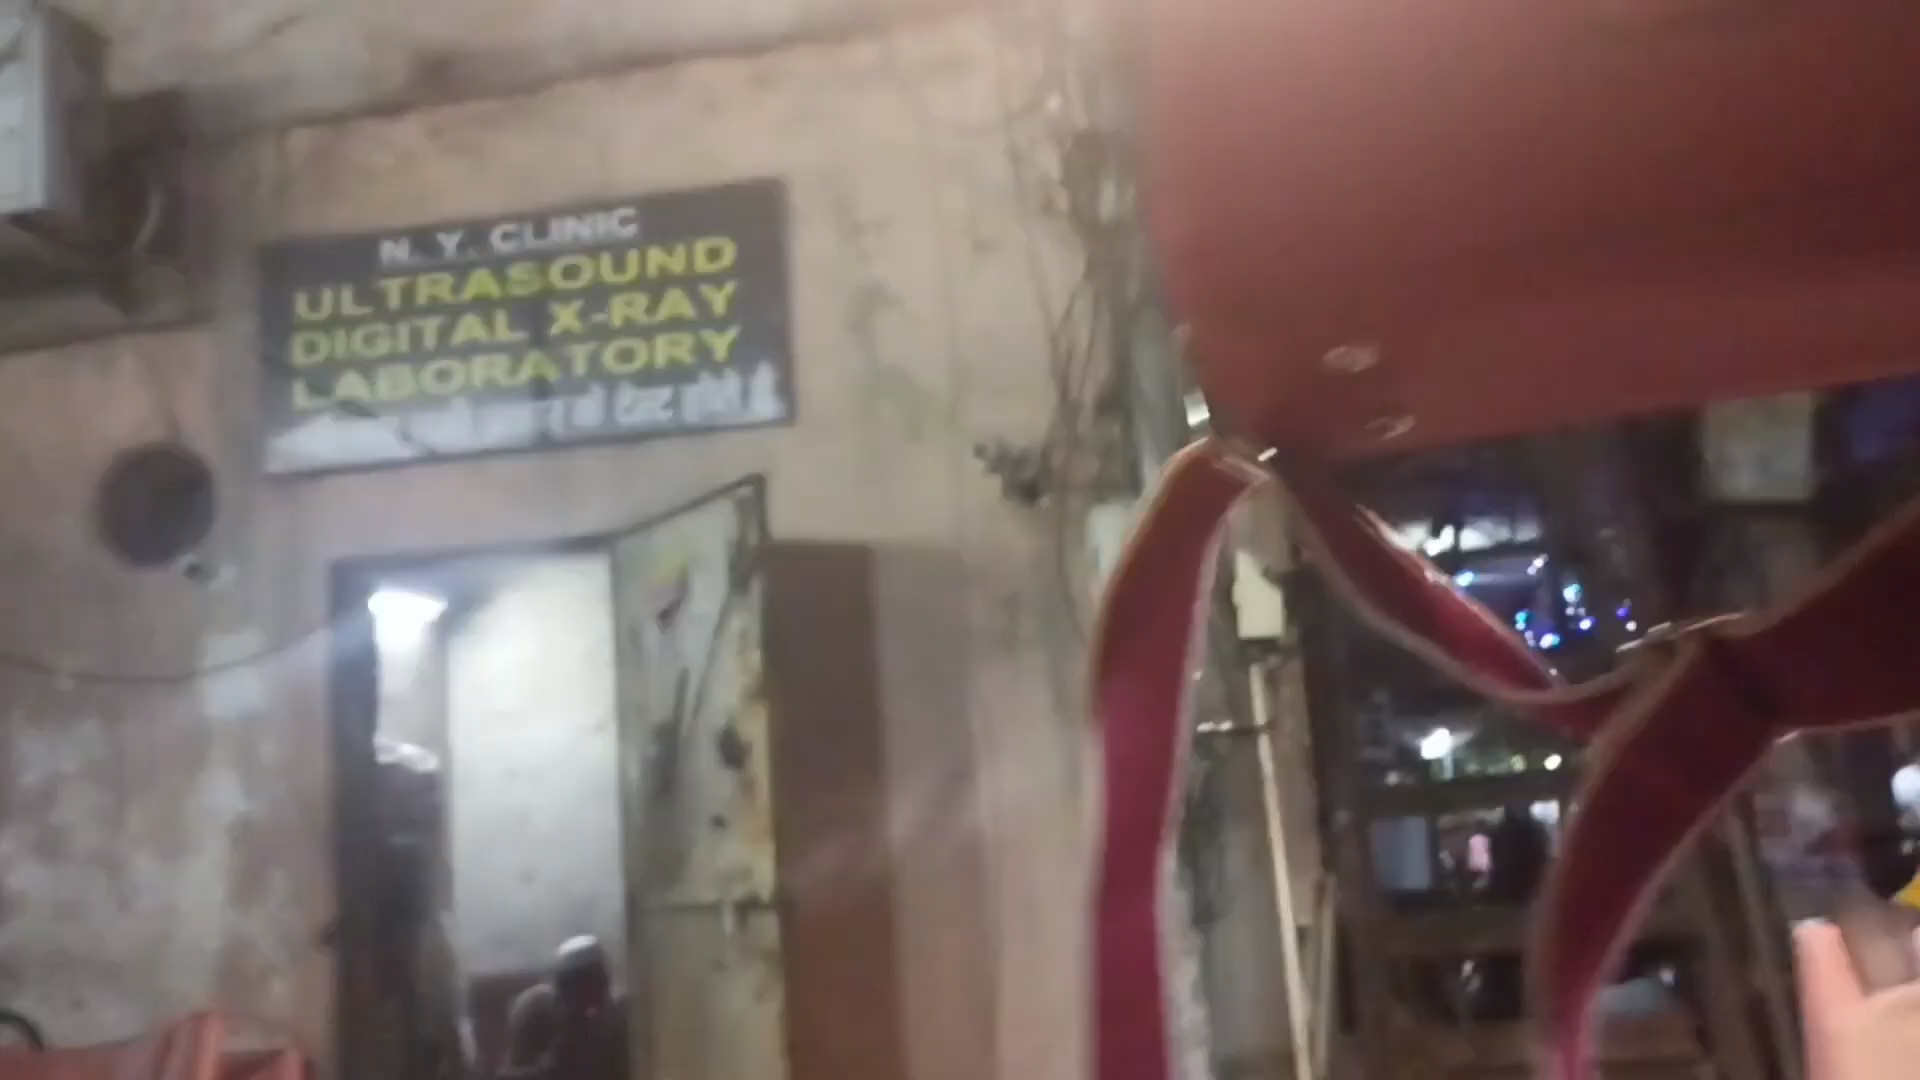 N. Y. CLINIC
ULTRASOUND
DIGITAL X-RAY
LABORATORY